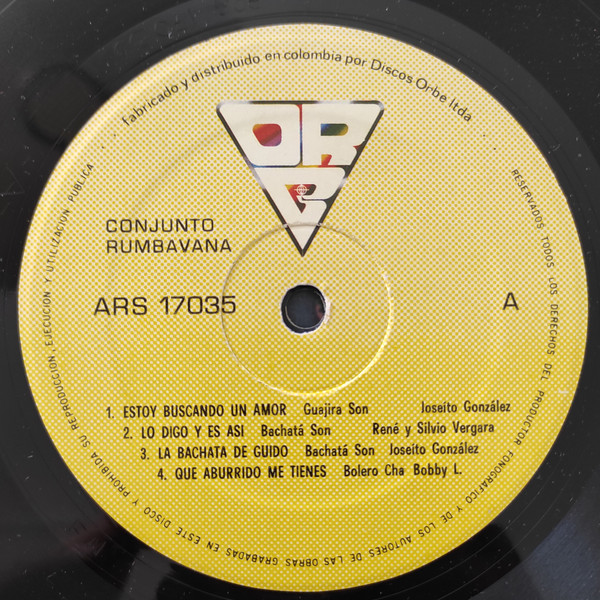 fabricado y distribuido en colombia por Discos Orbe ltda
ORB
CONJUNTO
RUMBAVANA
ARS 17035
A
1. ESTOY BUSCANDO UN AMOR Guajira Son Joseíto González
2. LO DIGO Y ES ASI Bachatá Son René y Silvio Vergara
3. LA BACHATA DE GUIDO Bachatá Son Joseíto González
4. QUE ABURRIDO ME TIENES Bolero Cha Bobby L.
RESERVADOS TODOS LOS DERECHOS DEL PRODUCTOR FONOGRAFICO Y DE LOS AUTORES DE LAS OBRAS GRABADAS EN ESTE DISCO Y PROHIBIDA SU REPRODUCCION, EJECUCION Y UTILIZACION PUBLICA